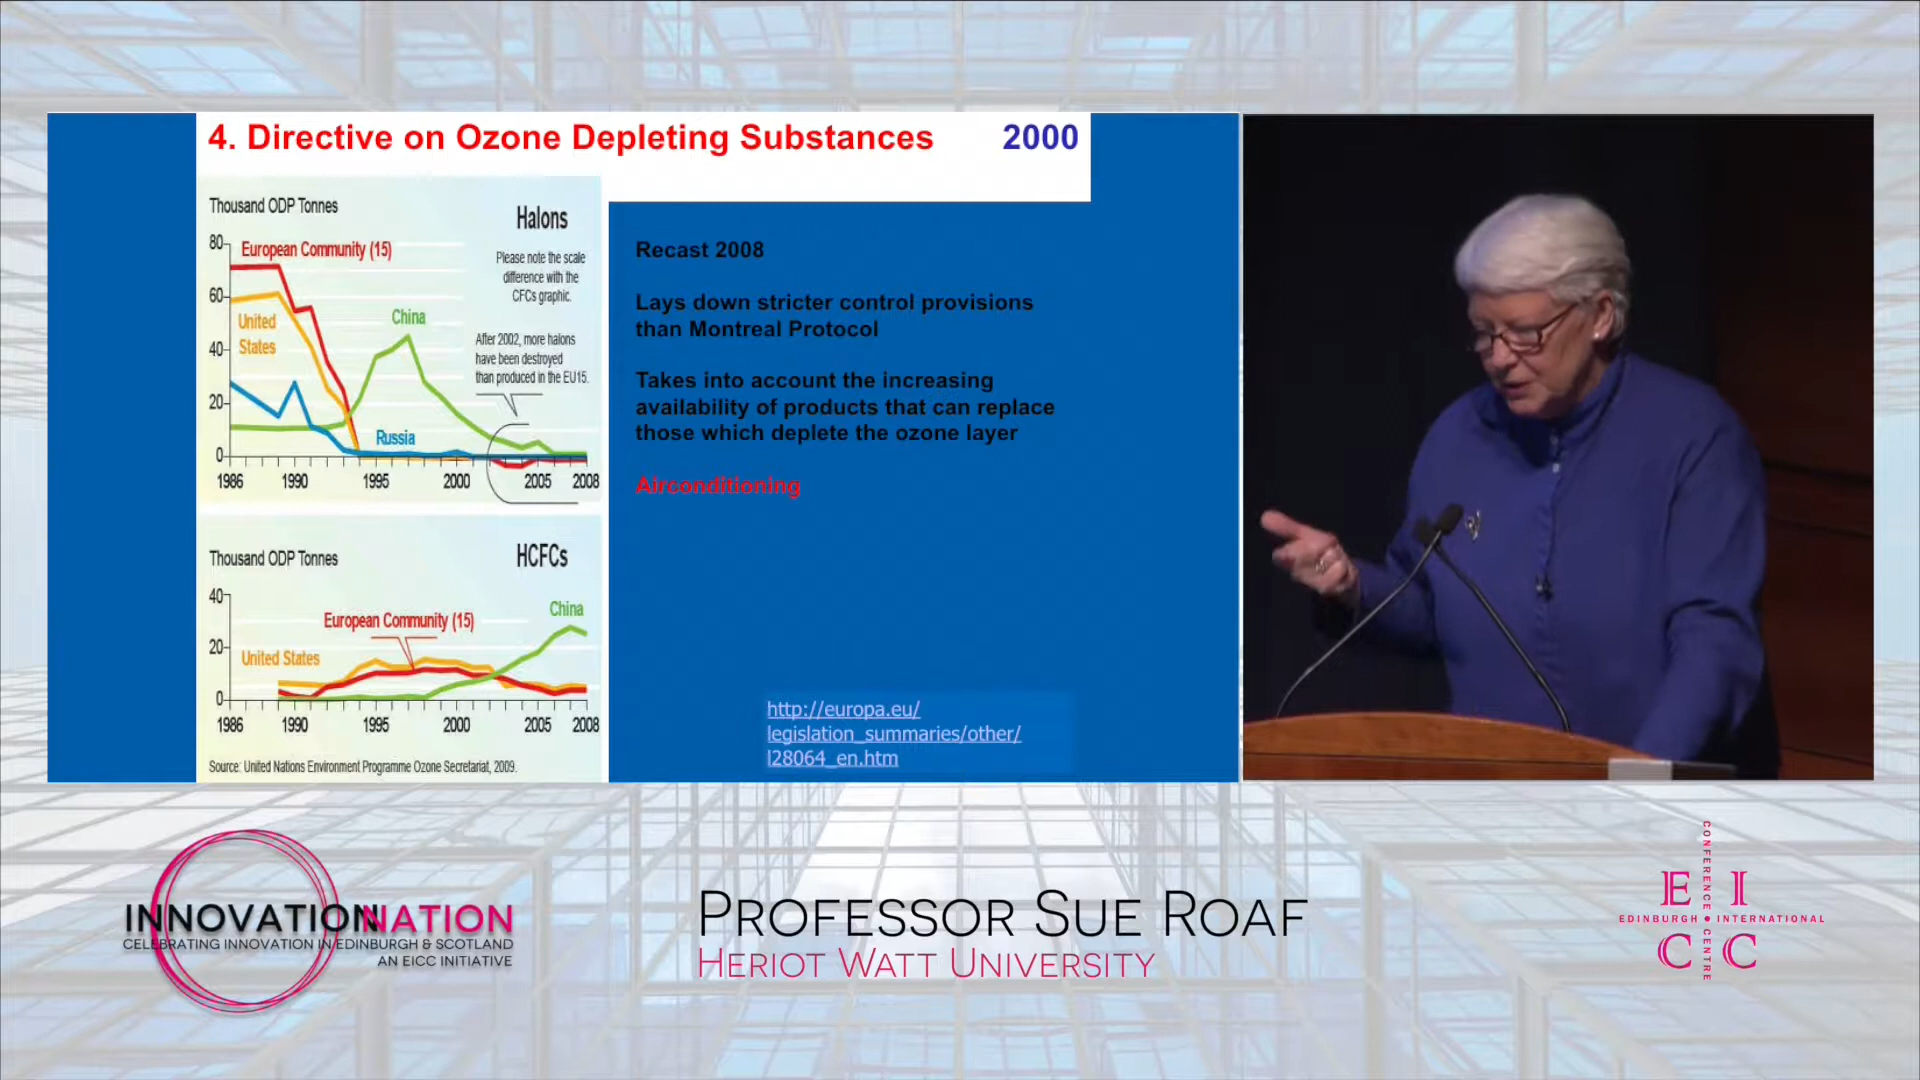 4. Directive on Ozone Depleting Substances 2000
Thousand ODP Tonnes
Halons
80
European Community (15)
Please note the scale
difference with the
CFCs graphic.
60
United
States
China
After 2002, more halons
have been destroyed
than produced in the EU15.
40
20
Russia
0
1986 1990 1995 2000 2005 2008
Thousand ODP Tonnes
HCFCs
40
China
European Community (15)
20
United States
0
1986 1990 1995 2000 2005 2008
Source: United Nations Environment Programme Ozone Secretariat, 2009.
Recast 2008
Lays down stricter control provisions
than Montreal Protocol
Takes into account the increasing
availability of products that can replace
those which deplete the ozone layer
Airconditioning
http://europa.eu/
legislation_summaries/other/
l28064_en.htm
INNOVATIONNATION
CELEBRATING INNOVATION IN EDINBURGH & SCOTLAND
AN EICC INITIATIVE
PROFESSOR SUE ROAF
HERIOT WATT UNIVERSITY
E I
EDINBURGH • INTERNATIONAL
C C
CONFERENCE • CENTRE